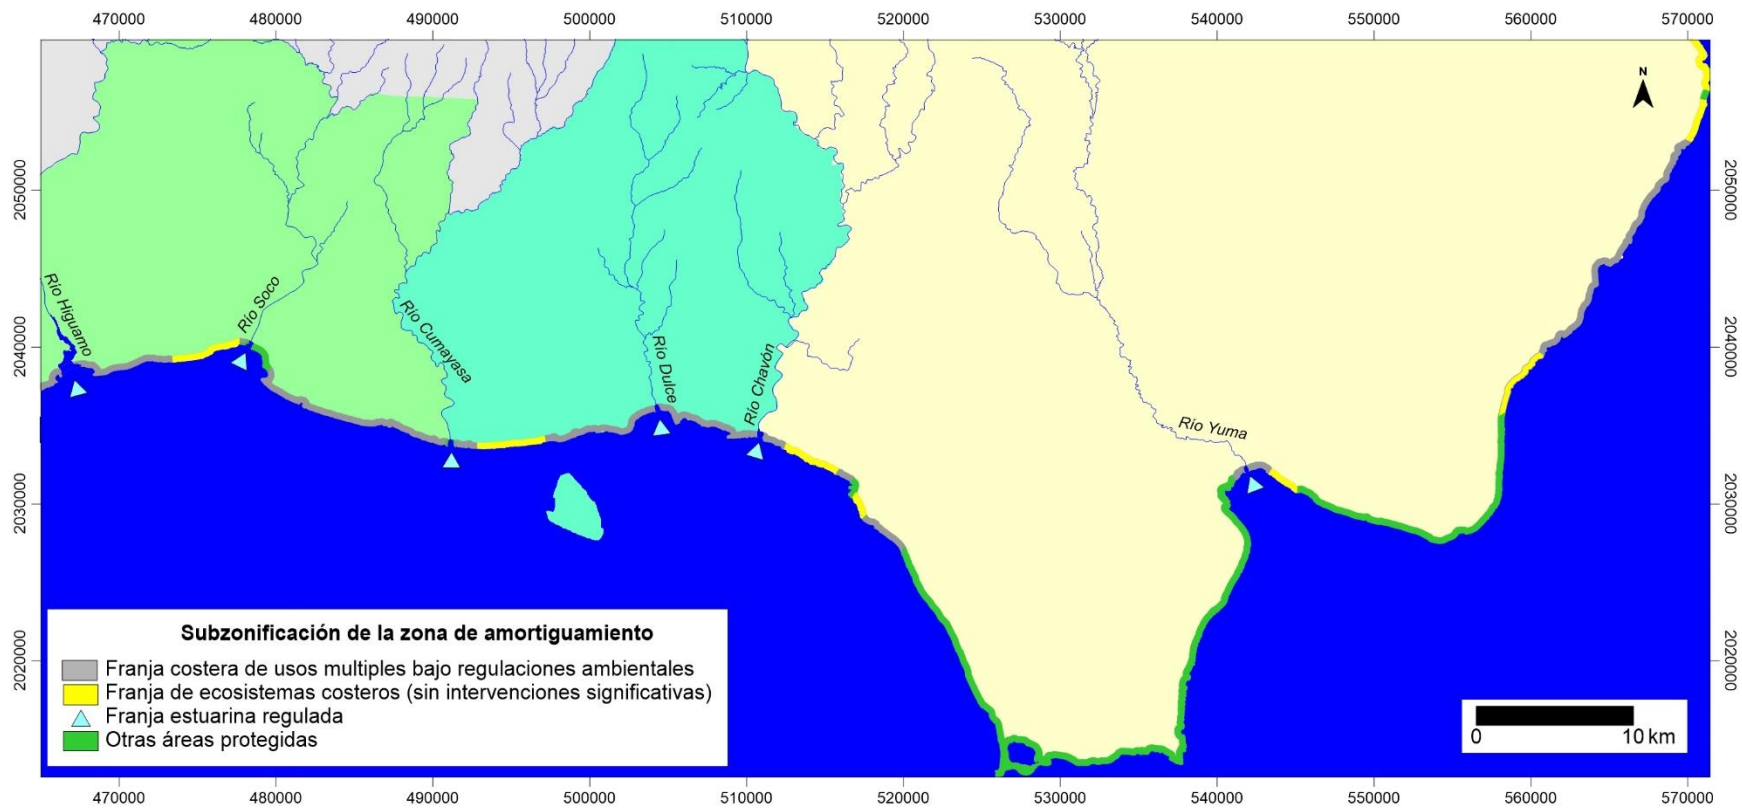 470000 480000 490000 500000 510000 520000 530000 540000 550000 560000 570000
N
2050000 2050000
2040000 2040000
2030000 2030000
2020000 2020000
Río Higuamo
Río Soco
Río Cumayasa
Río Dulce
Río Chavón
Río Yuma
Subzonificación de la zona de amortiguamiento
Franja costera de usos multiples bajo regulaciones ambientales
Franja de ecosistemas costeros (sin intervenciones significativas)
Franja estuarina regulada
Otras áreas protegidas
0 10 km
470000 480000 490000 500000 510000 520000 530000 540000 550000 560000 570000